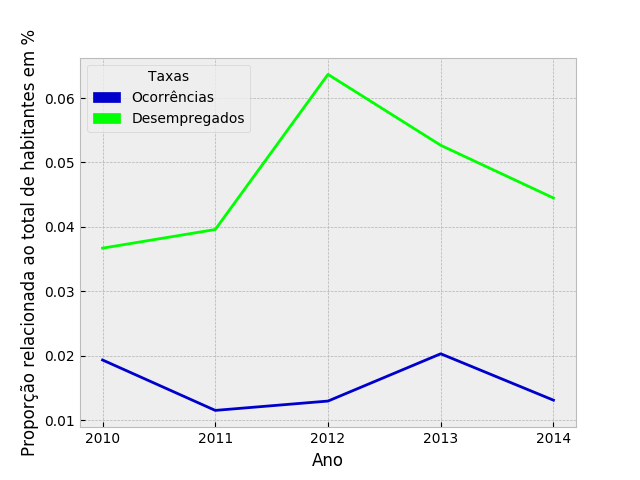 Proporção relacionada ao total de habitantes em %
Taxas
Ocorrências
Desempregados
0.06
0.05
0.04
0.03
0.02
0.01
2010 2011 2012 2013 2014
Ano